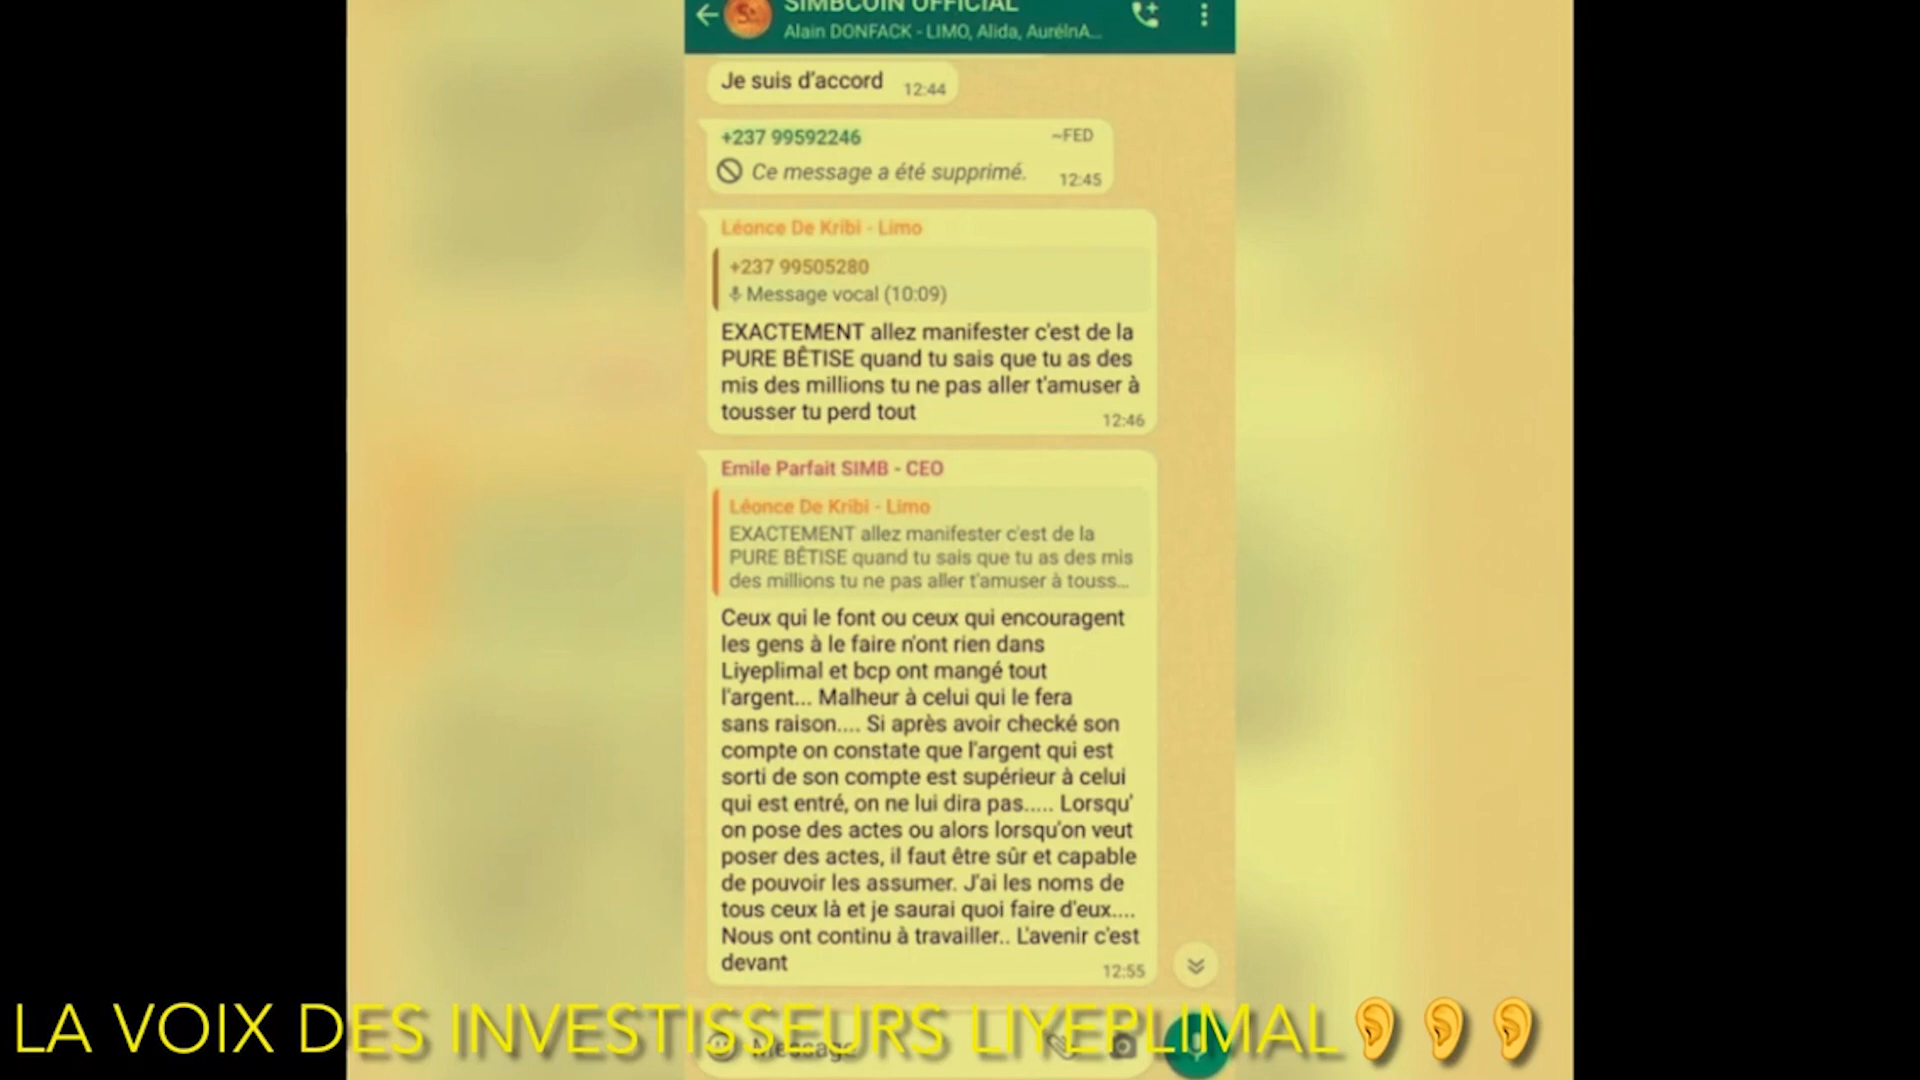 SIMBCOIN OFFICIAL
Alain DONFACK - LIMO, Alida, AurélnA...
Je suis d'accord 12:44
+237 99592246 ~FED
Ce message a été supprimé. 12:45
Léonce De Kribi - Limo
+237 99505280
Message vocal (10:09)
EXACTEMENT allez manifester c'est de la
PURE BÊTISE quand tu sais que tu as des
mis des millions tu ne pas aller t'amuser à
tousser tu perd tout 12:46
Emile Parfait SIMB - CEO
Léonce De Kribi - Limo
EXACTEMENT allez manifester c'est de la
PURE BÊTISE quand tu sais que tu as des mis
des millions tu ne pas aller t'amuser à touss...
Ceux qui le font ou ceux qui encouragent
les gens à le faire n'ont rien dans
Liyeplimal et bcp ont mangé tout
l'argent... Malheur à celui qui le fera
sans raison.... Si après avoir checké son
compte on constate que l'argent qui est
sorti de son compte est supérieur à celui
qui est entré, on ne lui dira pas..... Lorsqu'
on pose des actes ou alors lorsqu'on veut
poser des actes, il faut être sûr et capable
de pouvoir les assumer. J'ai les noms de
tous ceux là et je saurai quoi faire d'eux....
Nous ont continu à travailler.. L'avenir c'est
devant 12:55
LA VOIX DES INVESTISSEURS LIYEPLIMAL👂👂👂
Message